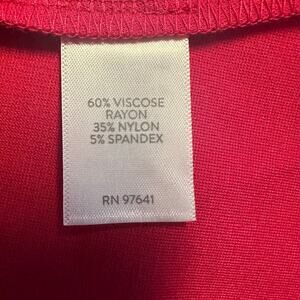 60% VISCOSE
RAYON
35% NYLON
5% SPANDEX
RN 97641